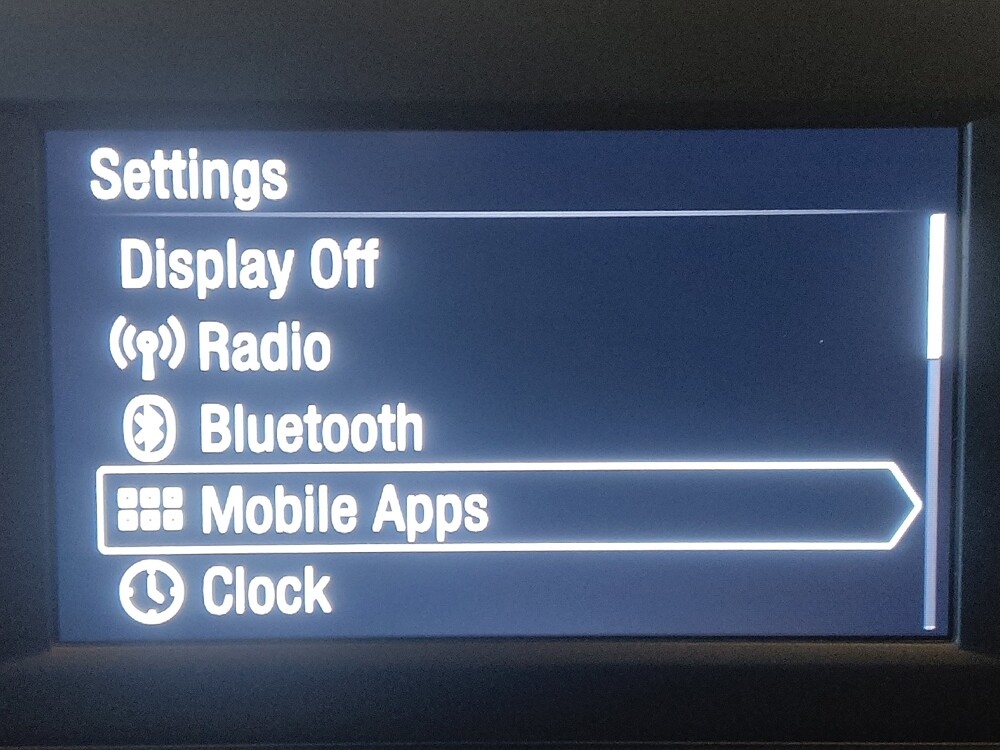 Settings
Display Off
Radio
Bluetooth
Mobile Apps
Clock